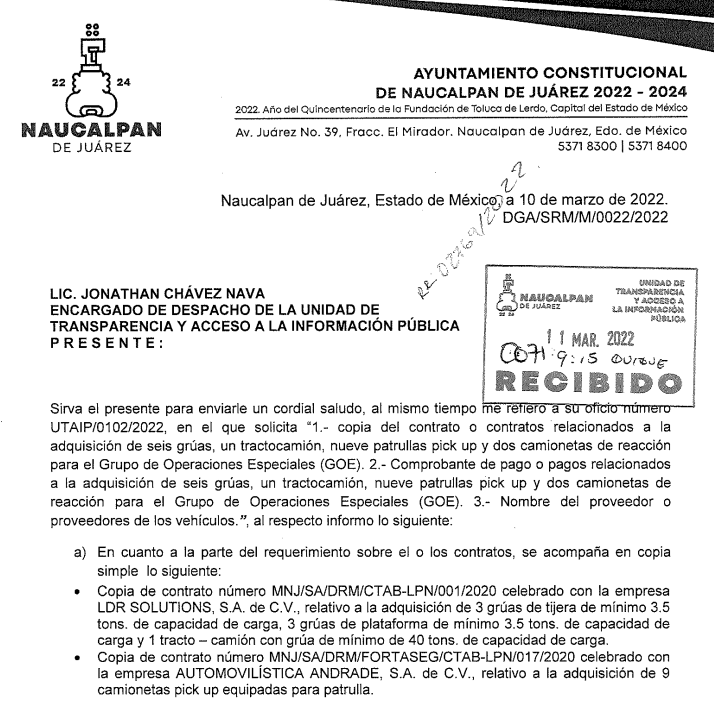 22 24
NAUCALPAN
DE JUÁREZ
AYUNTAMIENTO CONSTITUCIONAL
DE NAUCALPAN DE JUÁREZ 2022 - 2024
2022. Año del Quincentenario de la Fundación de Toluca de Lerdo, Capital del Estado de México
Av. Juárez No. 39, Fracc. El Mirador. Naucalpan de Juárez, Edo. de México
5371 8300 | 5371 8400
Naucalpan de Juárez, Estado de México, a 10 de marzo de 2022.
DGA/SRM/M/0022/2022
RR: 02769/2022
LIC. JONATHAN CHÁVEZ NAVA
ENCARGADO DE DESPACHO DE LA UNIDAD DE
TRANSPARENCIA Y ACCESO A LA INFORMACIÓN PÚBLICA
P R E S E N T E :
NAUCALPAN
DE JUÁREZ
22 24
UNIDAD DE
TRANSPARENCIA
Y ACCESO A
LA INFORMACIÓN
PÚBLICA
11 MAR. 2022
9:15
RECIBIDO
Sirva el presente para enviarle un cordial saludo, al mismo tiempo me refiero a su oficio número
UTAIP/0102/2022, en el que solicita “1.- copia del contrato o contratos relacionados a la
adquisición de seis grúas, un tractocamión, nueve patrullas pick up y dos camionetas de reacción
para el Grupo de Operaciones Especiales (GOE). 2.- Comprobante de pago o pagos relacionados
a la adquisición de seis grúas, un tractocamión, nueve patrullas pick up y dos camionetas de
reacción para el Grupo de Operaciones Especiales (GOE). 3.- Nombre del proveedor o
proveedores de los vehículos.”, al respecto informo lo siguiente:
a) En cuanto a la parte del requerimiento sobre el o los contratos, se acompaña en copia
simple lo siguiente:
• Copia de contrato número MNJ/SA/DRM/CTAB-LPN/001/2020 celebrado con la empresa
LDR SOLUTIONS, S.A. de C.V., relativo a la adquisición de 3 grúas de tijera de mínimo 3.5
tons. de capacidad de carga, 3 grúas de plataforma de mínimo 3.5 tons. de capacidad de
carga y 1 tracto – camión con grúa de mínimo de 40 tons. de capacidad de carga.
• Copia de contrato número MNJ/SA/DRM/FORTASEG/CTAB-LPN/017/2020 celebrado con
la empresa AUTOMOVILÍSTICA ANDRADE, S.A. de C.V., relativo a la adquisición de 9
camionetas pick up equipadas para patrulla.